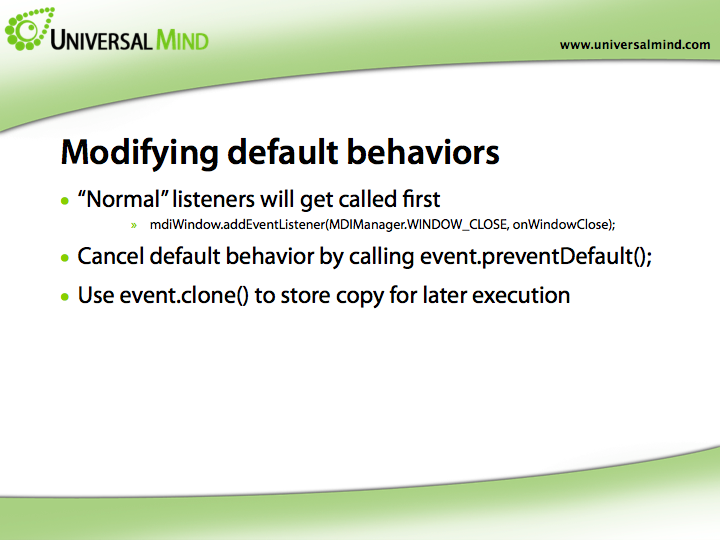 UNIVERSAL MIND
www.universalmind.com
Modifying default behaviors
• “Normal” listeners will get called first
» mdiWindow.addEventListener(MDIManager.WINDOW_CLOSE, onWindowClose);
• Cancel default behavior by calling event.preventDefault();
• Use event.clone() to store copy for later execution